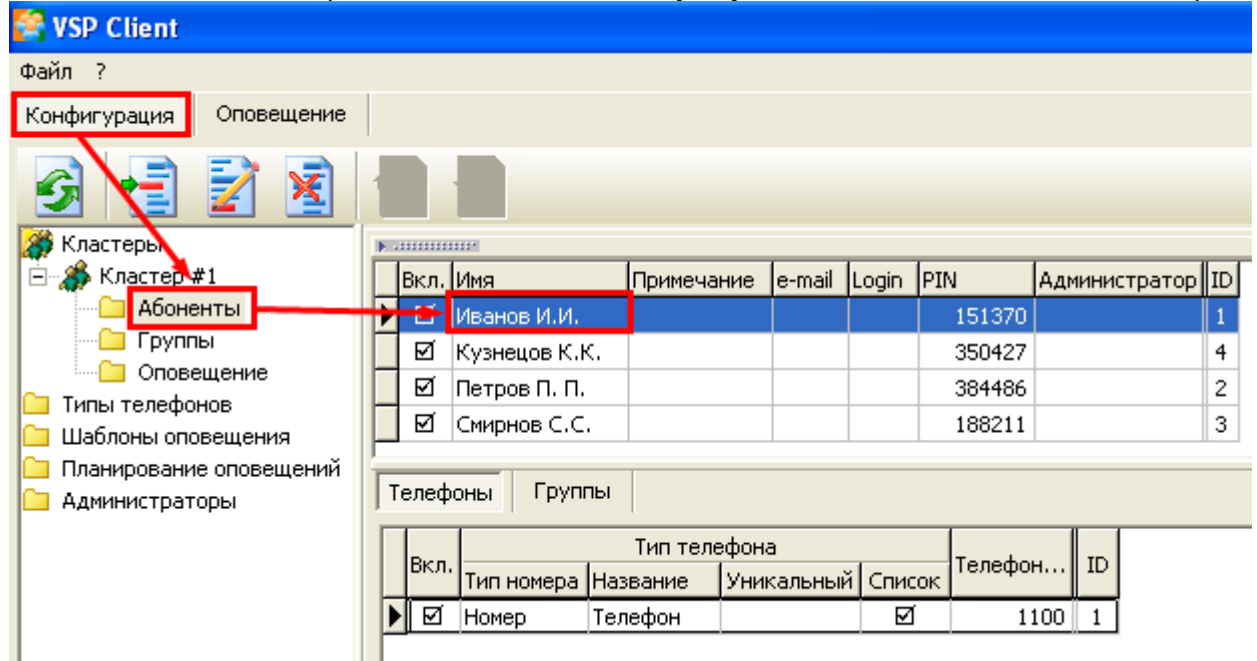 VSP Client
Файл ?
Конфигурация Оповещение
Кластеры
Кластер #1
Абоненты
Группы
Оповещение
Типы телефонов
Шаблоны оповещения
Планирование оповещений
Администраторы
Вкл. Имя Примечание e-mail Login PIN Администратор ID
Иванов И.И. 151370 1
Кузнецов К.К. 350427 4
Петров П. П. 384486 2
Смирнов С.С. 188211 3
Телефоны Группы
Вкл. Тип телефона Телефон... ID
Тип номера Название Уникальный Список
Номер Телефон 1100 1